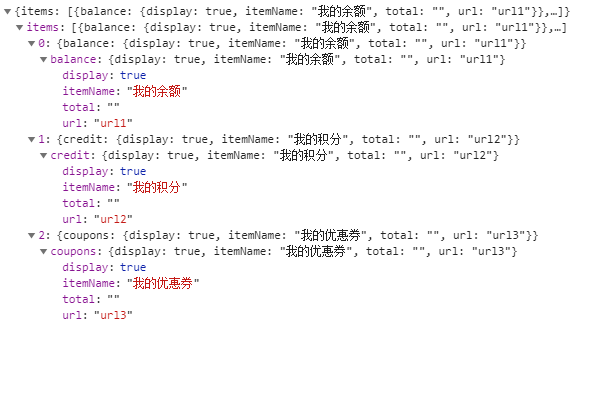 {items: [{balance: {display: true, itemName: "我的余额", total: "", url: "url1"}},…]}
items: [{balance: {display: true, itemName: "我的余额", total: "", url: "url1"}},…]
0: {balance: {display: true, itemName: "我的余额", total: "", url: "url1"}}
balance: {display: true, itemName: "我的余额", total: "", url: "url1"}
display: true
itemName: "我的余额"
total: ""
url: "url1"
1: {credit: {display: true, itemName: "我的积分", total: "", url: "url2"}}
credit: {display: true, itemName: "我的积分", total: "", url: "url2"}
display: true
itemName: "我的积分"
total: ""
url: "url2"
2: {coupons: {display: true, itemName: "我的优惠券", total: "", url: "url3"}}
coupons: {display: true, itemName: "我的优惠券", total: "", url: "url3"}
display: true
itemName: "我的优惠券"
total: ""
url: "url3"